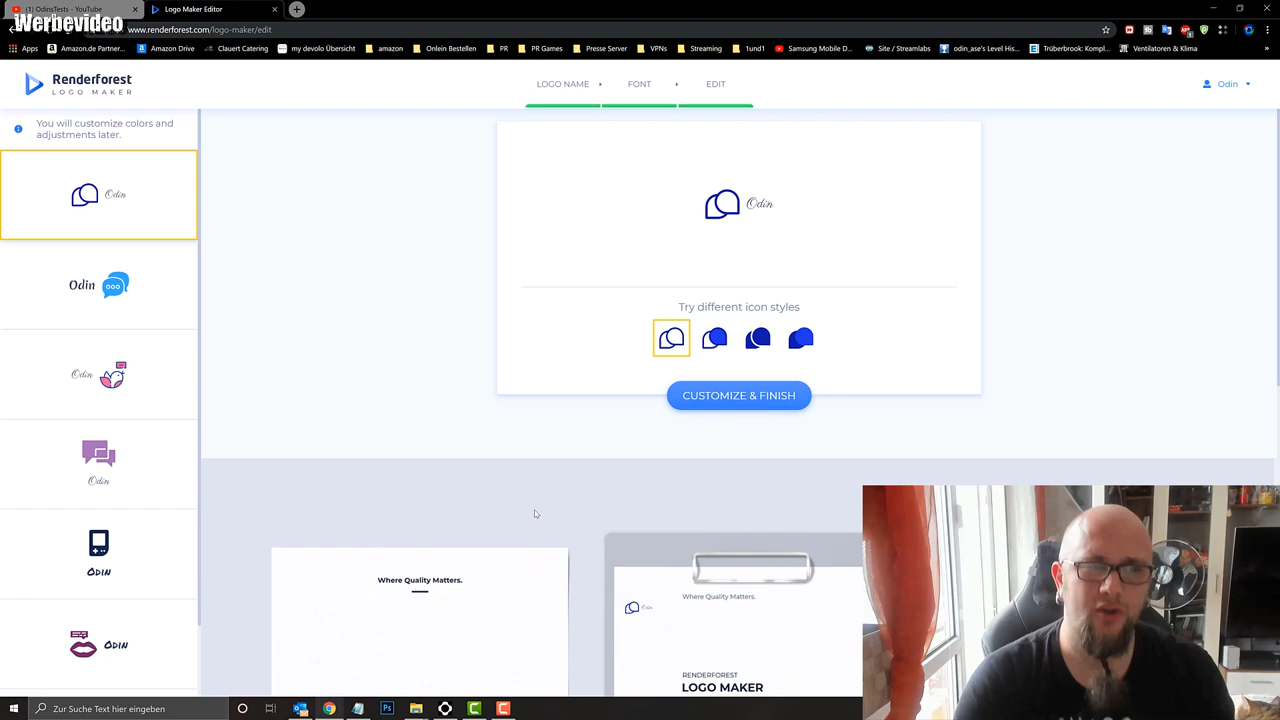 OdinsTests - YouTube
Logo Maker Editor
Werbevideo
www.renderforest.com/logo-maker/edit
Apps
Amazon.de Partner...
Amazon Drive
Clauert Catering
my devolo Übersicht
amazon
Onlein Bestellen
PR
PR Games
Presse Server
VPNs
Streaming
1und1
Samsung Mobile D...
Site / Streamlabs
odin_ase's Level His...
Trüberbrook: Kompl...
Ventilatoren & Klima
Renderforest
LOGO MAKER
LOGO NAME
FONT
EDIT
Odin
You will customize colors and
adjustments later.
Odin
Odin
Odin
Odin
ODIN
ODIN
Odin
Try different icon styles
CUSTOMIZE & FINISH
Where Quality Matters.
Where Quality Matters.
Odin
RENDERFOREST
LOGO MAKER
Zur Suche Text hier eingeben